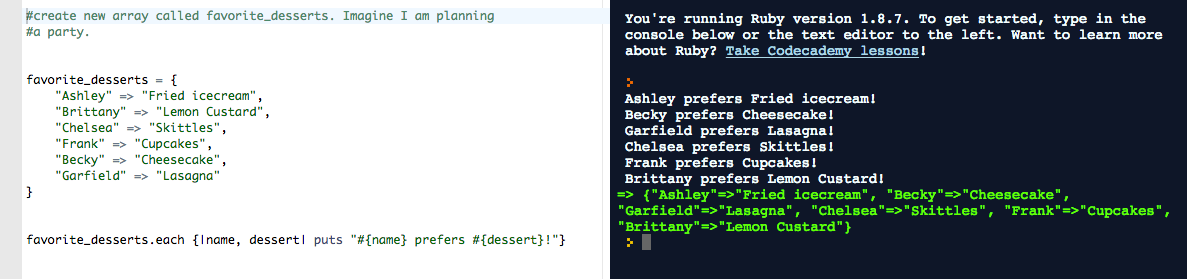 #create new array called favorite_desserts. Imagine I am planning
#a party.
favorite_desserts = {
"Ashley" => "Fried icecream",
"Brittany" => "Lemon Custard",
"Chelsea" => "Skittles",
"Frank" => "Cupcakes",
"Becky" => "Cheesecake",
"Garfield" => "Lasagna"
}
favorite_desserts.each {|name, dessert| puts "#{name} prefers #{dessert}!"}
You're running Ruby version 1.8.7. To get started, type in the
console below or the text editor to the left. Want to learn more
about Ruby? Take Codecademy lessons!
>
Ashley prefers Fried icecream!
Becky prefers Cheesecake!
Garfield prefers Lasagna!
Chelsea prefers Skittles!
Frank prefers Cupcakes!
Brittany prefers Lemon Custard!
=> {"Ashley"=>"Fried icecream", "Becky"=>"Cheesecake",
"Garfield"=>"Lasagna", "Chelsea"=>"Skittles", "Frank"=>"Cupcakes",
"Brittany"=>"Lemon Custard"}
>